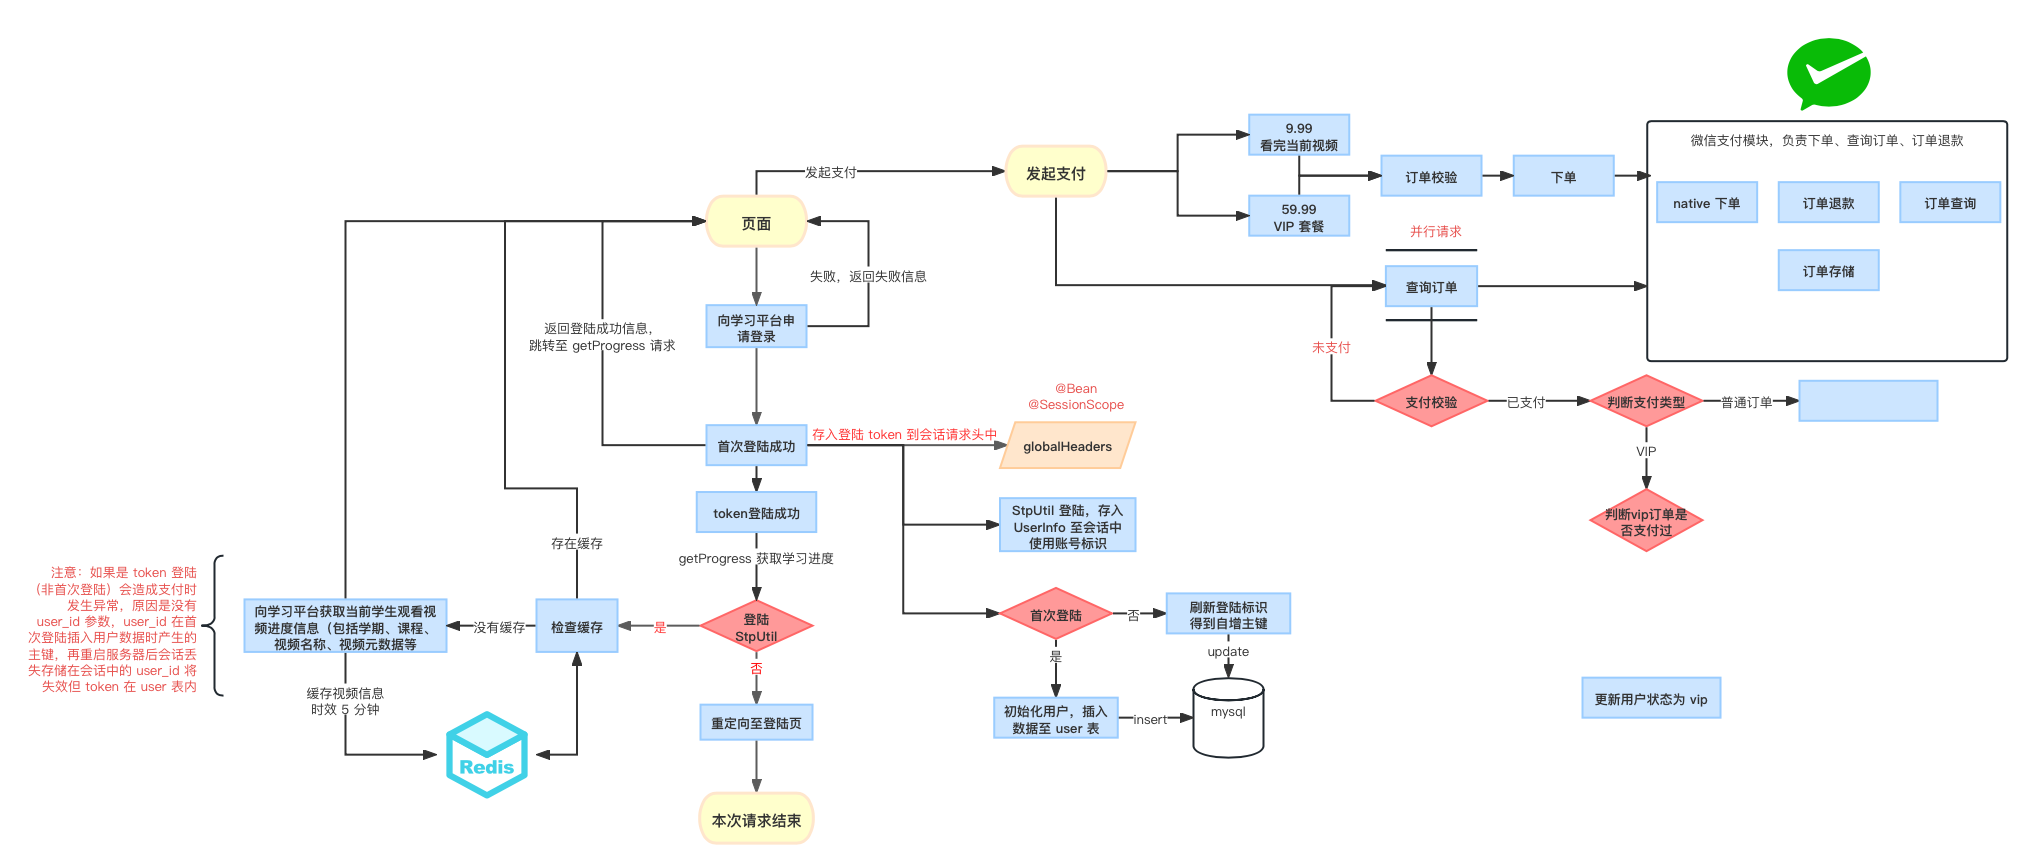 微信支付模块，负责下单、查询订单、订单退款
native 下单
订单退款
订单查询
订单存储
9.99
看完当前视频
59.99
VIP 套餐
订单校验
下单
发起支付
发起支付
页面
失败，返回失败信息
向学习平台申
请登录
返回登陆成功信息，
跳转至 getProgress 请求
并行请求
查询订单
未支付
支付校验
已支付
判断支付类型
普通订单
VIP
判断vip订单是
否支付过
更新用户状态为 vip
@Bean
@SessionScope
存入登陆 token 到会话请求头中
globalHeaders
首次登陆成功
token登陆成功
StpUtil 登陆，存入
UserInfo 至会话中
使用账号标识
getProgress 获取学习进度
存在缓存
注意：如果是 token 登陆
（非首次登陆）会造成支付时
发生异常，原因是没有
user_id 参数，user_id 在首
次登陆插入用户数据时产生的
主键，再重启服务器后会话丢
失存储在会话中的 user_id 将
失效但 token 在 user 表内
向学习平台获取当前学生观看视
频进度信息（包括学期、课程、
视频名称、视频元数据等
没有缓存
检查缓存
是
登陆
StpUtil
否
首次登陆
否
刷新登陆标识
得到自增主键
是
update
缓存视频信息
时效 5 分钟
Redis
重定向至登陆页
初始化用户，插入
数据至 user 表
insert
mysql
本次请求结束